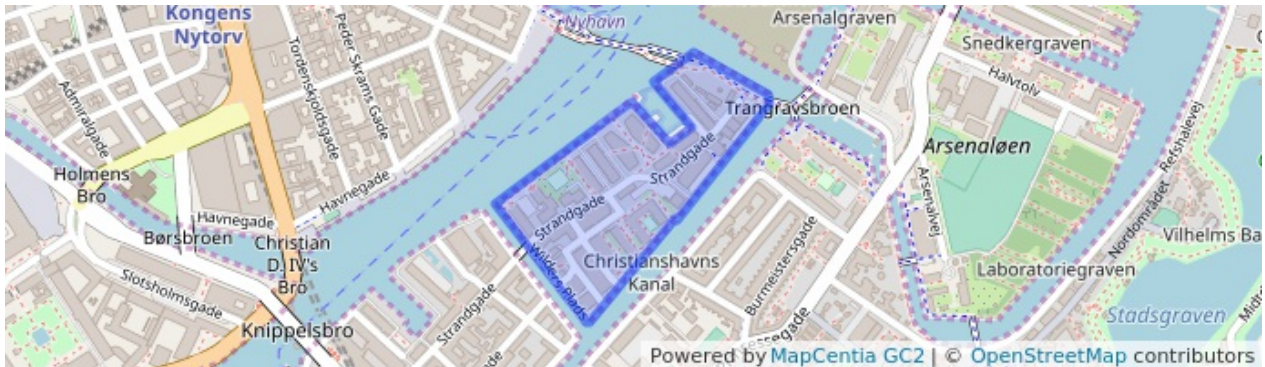 Kongens
Nytorv
Nyhavn
Arsenalgraven
Snedkergraven
Halvtolv
Peder Skrams Gade
Tordenskjoldsgade
Admiralgade
Trangravsbroen
Arsenaløen
Refshalevej
Nordområdet
Holmens
Bro
Havnegade
Havnegade
Børsbroen
Christian
D. IV's
Bro
Strandgade
Strandgade
Arsenalvej
Vilhelms Ba
Wilders Plads
Christianshavns
Kanal
Burmeistersgade
Laboratoriegraven
Slotsholmsgade
Strandgade
Knippelsbro
Stadsgraven
Powered by MapCentia GC2 | © OpenStreetMap contributors